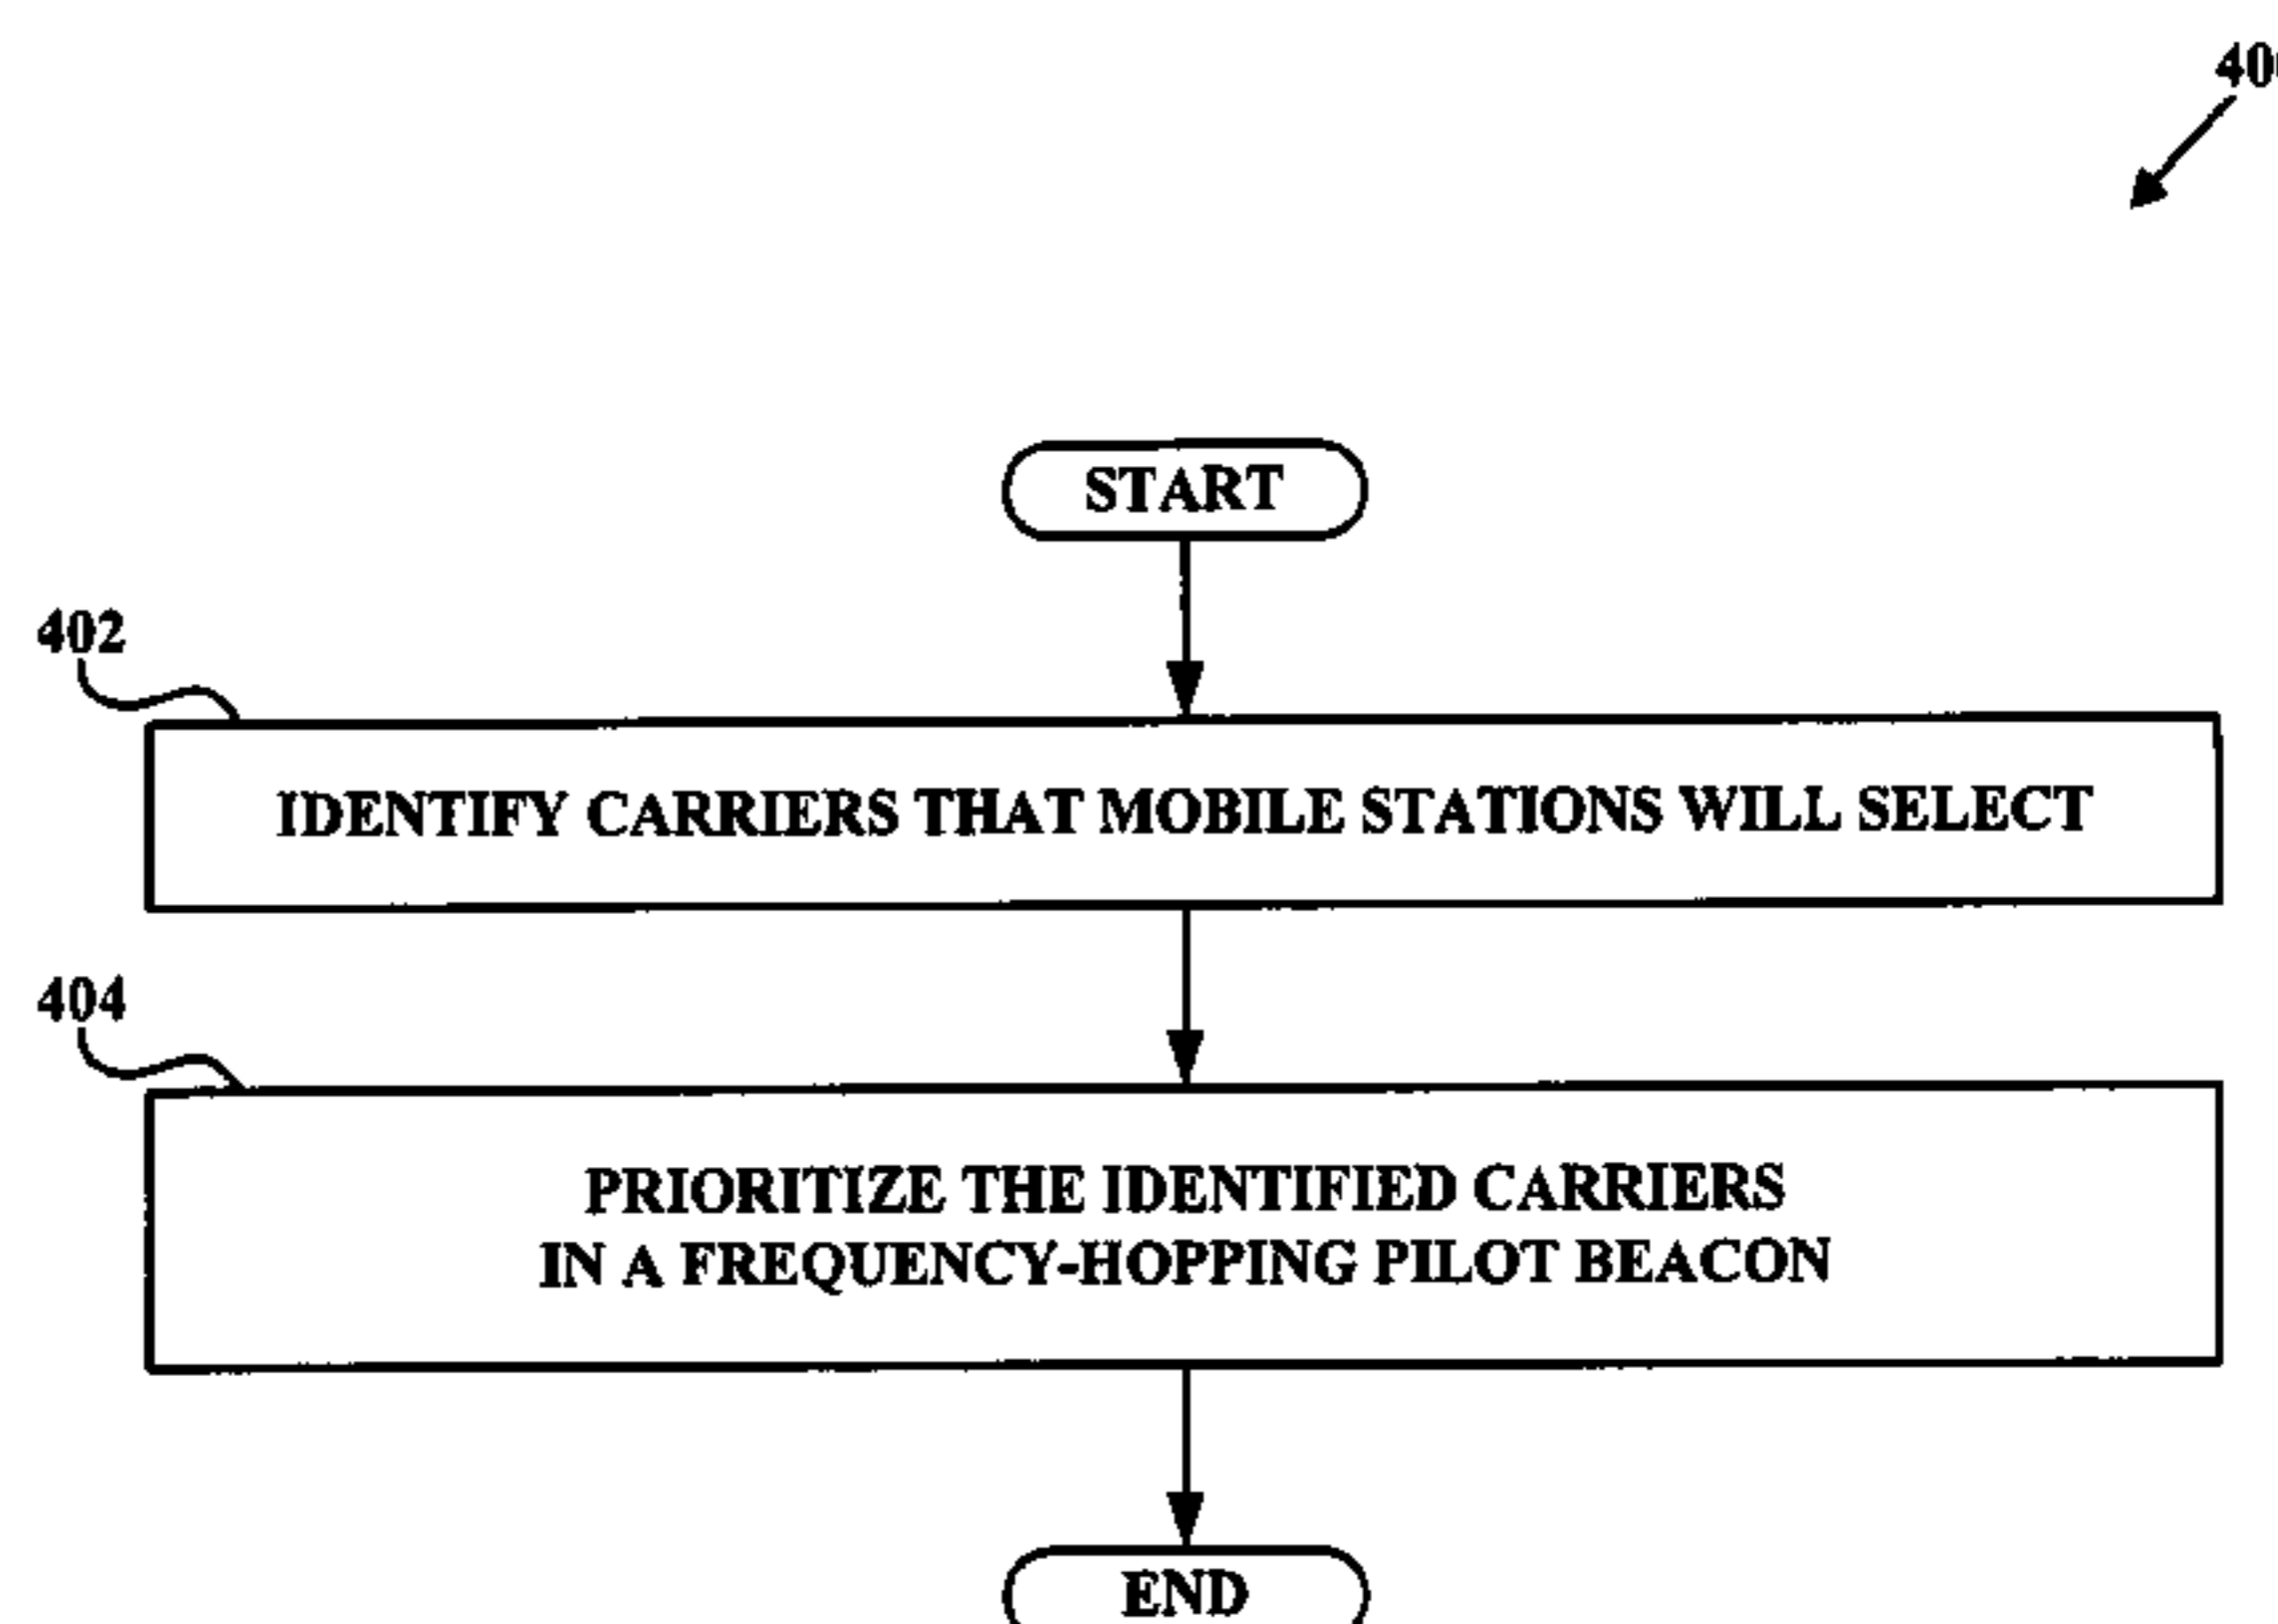 START
402
IDENTIFY CARRIERS THAT MOBILE STATIONS WILL SELECT
404
PRIORITIZE THE IDENTIFIED CARRIERS
IN A FREQUENCY-HOPPING PILOT BEACON
END